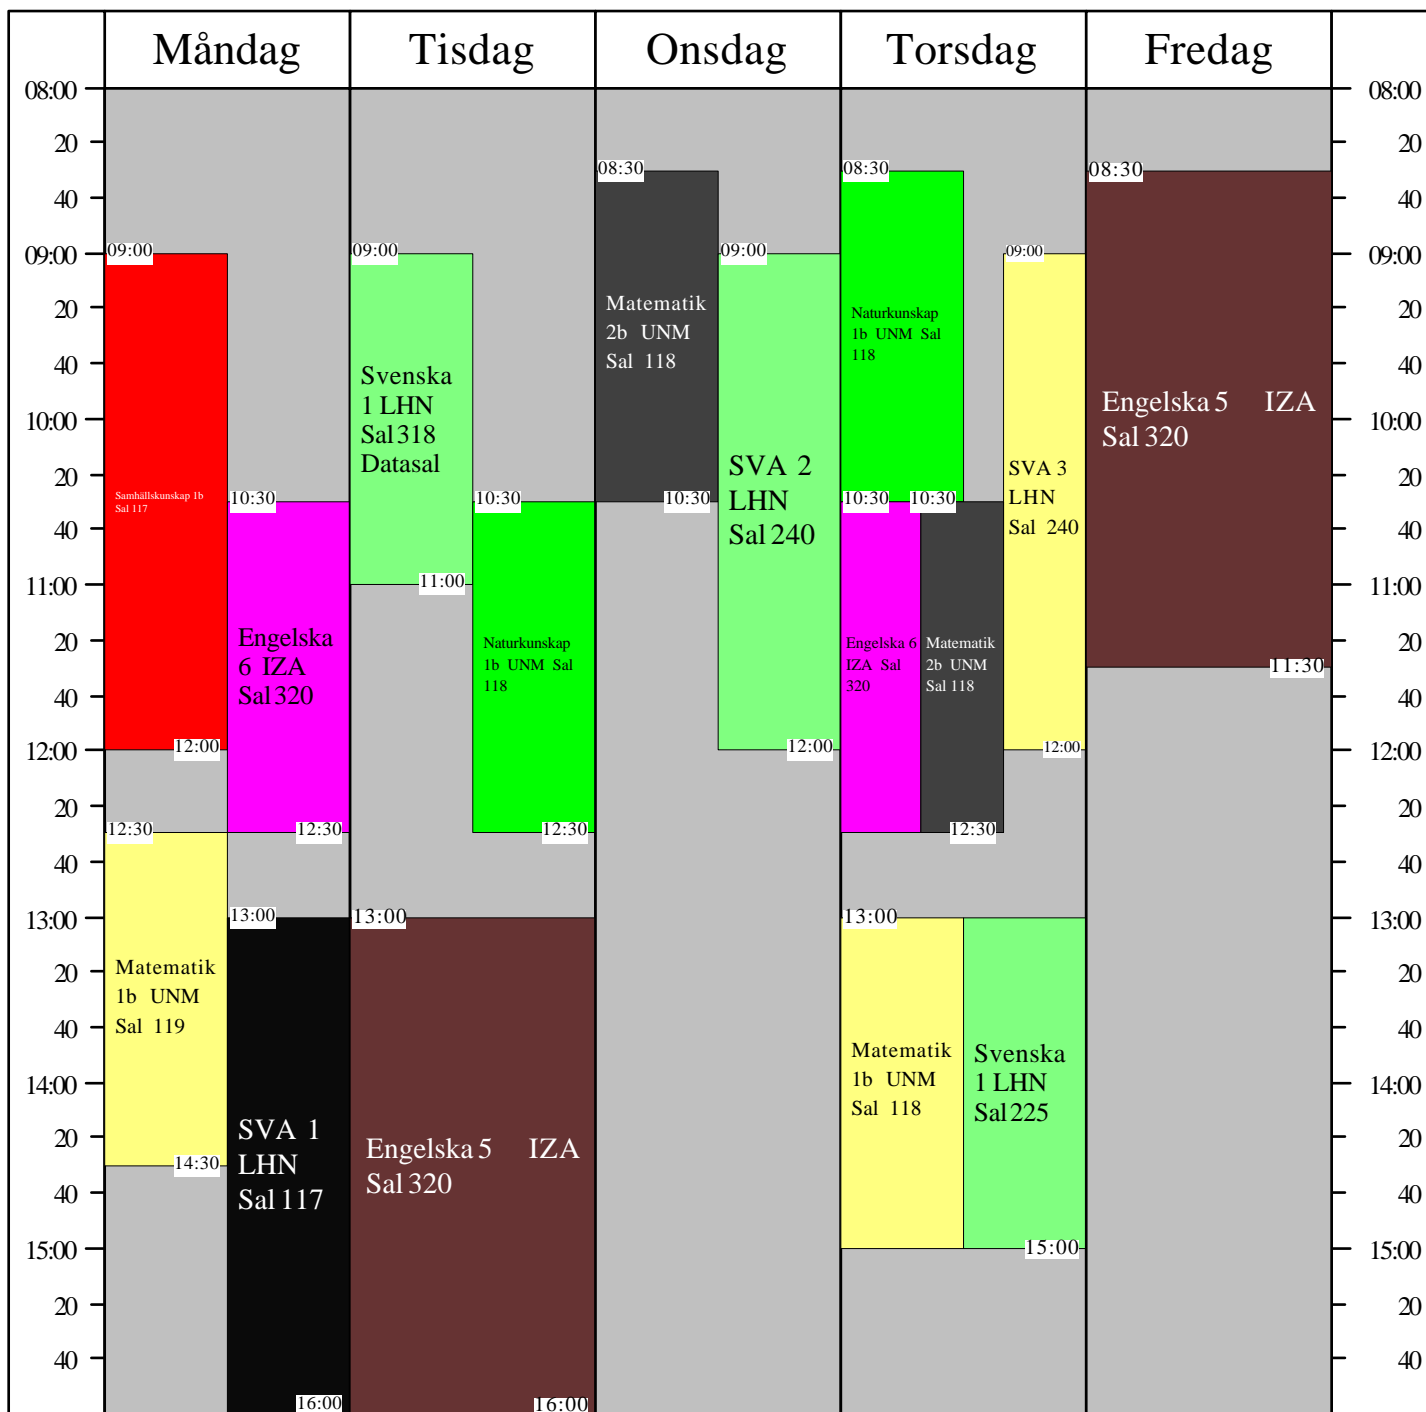 Måndag Tisdag Onsdag Torsdag Fredag
08:00 08:00
20 20
08:30 08:30 08:30
40 40
09:00 09:00 09:00 09:00 09:00 09:00
20 20
40 40
10:00 10:00
20 20
40 40
11:00 11:00
20 20
40 40
12:00 12:00
20 20
40 40
13:00 13:00
20 20
40 40
14:00 14:00
20 20
40 40
15:00 15:00
20 20
40 40
Samhällskunskap 1b
Sal 117
12:00
10:30
Engelska
6 IZA
Sal 320
12:30
12:30
Matematik
1b UNM
Sal 119
14:30
13:00
SVA 1
LHN
Sal 117
16:00
Svenska
1 LHN
Sal 318
Datasal
11:00
10:30
Naturkunskap
1b UNM Sal
118
12:30
13:00
Engelska 5 IZA
Sal 320
16:00
Matematik
2b UNM
Sal 118
10:30
SVA 2
LHN
Sal 240
12:00
Naturkunskap
1b UNM Sal
118
10:30 10:30
Engelska 6
IZA Sal
320
Matematik
2b UNM
Sal 118
12:30
SVA 3
LHN
Sal 240
12:00
13:00
Matematik
1b UNM
Sal 118
Svenska
1 LHN
Sal 225
15:00
Engelska 5 IZA
Sal 320
11:30